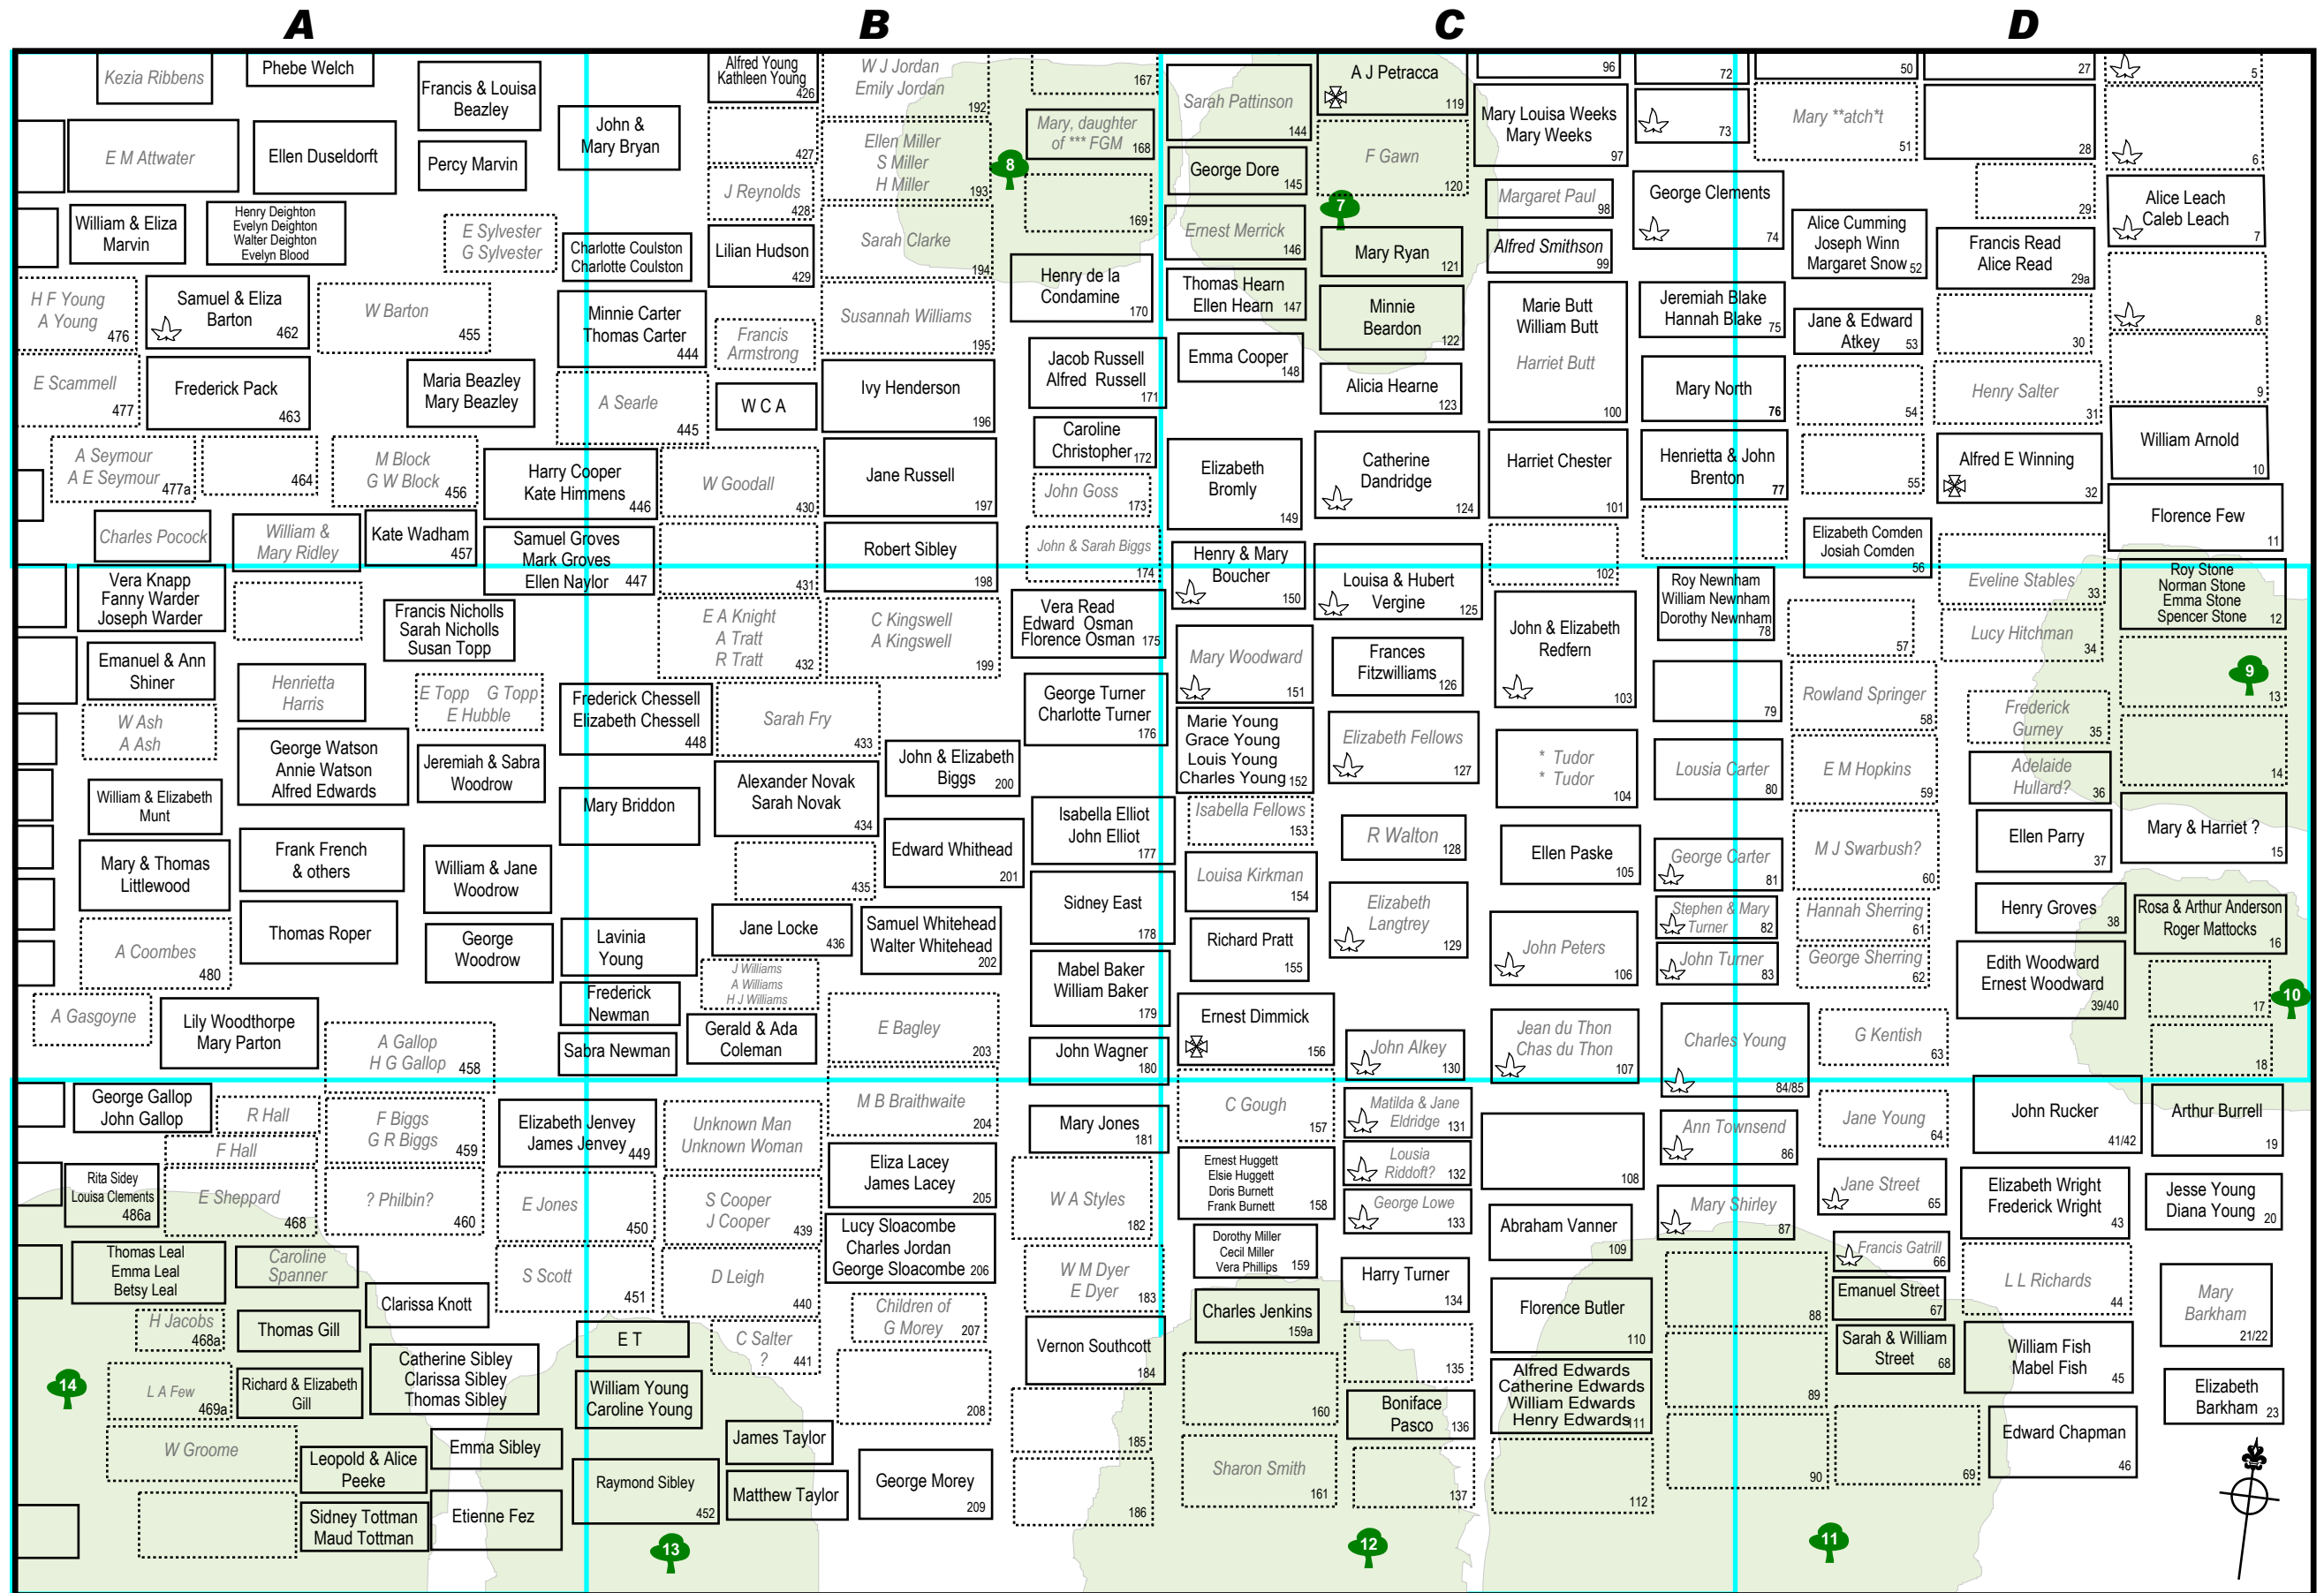 A
B
C
D
Kezia Ribbens
Phebe Welch
Francis & Louisa
Beazley
E M Attwater
Ellen Duseldorft
Percy Marvin
John &
Mary Bryan
William & Eliza
Marvin
Henry Deighton
Evelyn Deighton
Walter Deighton
Evelyn Blood
E Sylvester
G Sylvester
Charlotte Coulston
Charlotte Coulston
H F Young
A Young
476
Samuel & Eliza
Barton
462
W Barton
455
Minnie Carter
Thomas Carter
444
E Scammell
477
Frederick Pack
463
Maria Beazley
Mary Beazley
A Searle
445
A Seymour
A E Seymour
477a
464
M Block
G W Block
456
Harry Cooper
Kate Himmens
446
Charles Pocock
William &
Mary Ridley
Kate Wadham
457
Samuel Groves
Mark Groves
Ellen Naylor 447
Vera Knapp
Fanny Warder
Joseph Warder
Francis Nicholls
Sarah Nicholls
Susan Topp
Emanuel & Ann
Shiner
Henrietta
Harris
E Topp G Topp
E Hubble
Frederick Chessell
Elizabeth Chessell
448
W Ash
A Ash
George Watson
Annie Watson
Alfred Edwards
Jeremiah & Sabra
Woodrow
William & Elizabeth
Munt
Mary Briddon
Mary & Thomas
Littlewood
Frank French
& others
William & Jane
Woodrow
A Coombes
480
Thomas Roper
George
Woodrow
Lavinia
Young
A Gasgoyne
Lily Woodthorpe
Mary Parton
A Gallop
H G Gallop
458
Frederick
Newman
Sabra Newman
George Gallop
John Gallop
R Hall
F Biggs
G R Biggs
459
Elizabeth Jenvey
James Jenvey
449
F Hall
Rita Sidey
Louisa Clements
486a
E Sheppard
468
? Philbin?
460
E Jones
450
Thomas Leal
Emma Leal
Betsy Leal
Caroline
Spanner
S Scott
451
Clarissa Knott
H Jacobs
468a
Thomas Gill
E T
14
L A Few
469a
Richard & Elizabeth
Gill
Catherine Sibley
Clarissa Sibley
Thomas Sibley
William Young
Caroline Young
W Groome
Leopold & Alice
Peeke
Emma Sibley
Raymond Sibley
452
Sidney Tottman
Maud Tottman
Etienne Fez
13
Alfred Young
Kathleen Young
426
W J Jordan
Emily Jordan
192
167
427
Ellen Miller
S Miller
H Miller
193
8
Mary, daughter
of *** FGM
168
J Reynolds
428
169
Lilian Hudson
429
Sarah Clarke
194
Henry de la
Condamine
170
Francis
Armstrong
Susannah Williams
195
Jacob Russell
Alfred Russell
171
W C A
Ivy Henderson
196
Caroline
Christopher
172
W Goodall
430
Jane Russell
197
John Goss
173
431
Robert Sibley
198
John & Sarah Biggs
174
E A Knight
A Tratt
R Tratt
432
C Kingswell
A Kingswell
199
Vera Read
Edward Osman
Florence Osman
175
Sarah Fry
433
George Turner
Charlotte Turner
176
Alexander Novak
Sarah Novak
434
John & Elizabeth
Biggs
200
Isabella Elliot
John Elliot
177
435
Edward Whithead
201
Sidney East
178
Jane Locke
436
Samuel Whitehead
Walter Whitehead
202
J Williams
A Williams
H J Williams
Mabel Baker
William Baker
179
Gerald & Ada
Coleman
E Bagley
203
John Wagner
180
Unknown Man
Unknown Woman
M B Braithwaite
204
Mary Jones
181
S Cooper
J Cooper
439
Eliza Lacey
James Lacey
205
W A Styles
182
D Leigh
440
Lucy Sloacombe
Charles Jordan
George Sloacombe 206
W M Dyer
E Dyer
183
C Salter
?
441
Children of
G Morey
207
Vernon Southcott
184
208
185
James Taylor
Matthew Taylor
George Morey
209
186
Sarah Pattinson
144
A J Petracca
119
96
72
George Dore
145
F Gawn
120
Mary Louisa Weeks
Mary Weeks
97
73
Ernest Merrick
146
7
Margaret Paul
98
George Clements
74
Mary Ryan
121
Alfred Smithson
99
Thomas Hearn
Ellen Hearn
147
Minnie
Beardon
122
Marie Butt
William Butt
Harriet Butt
100
Jeremiah Blake
Hannah Blake
75
Emma Cooper
148
Alicia Hearne
123
Mary North
76
Elizabeth
Bromly
149
Catherine
Dandridge
124
Harriet Chester
101
Henrietta & John
Brenton
77
Henry & Mary
Boucher
150
Louisa & Hubert
Vergine
125
102
Roy Newnham
William Newnham
Dorothy Newnham
78
Mary Woodward
151
Frances
Fitzwilliams
126
John & Elizabeth
Redfern
103
79
Marie Young
Grace Young
Louis Young
Charles Young 152
Elizabeth Fellows
127
* Tudor
* Tudor
104
Lousia Carter
80
Isabella Fellows
153
R Walton
128
Ellen Paske
105
George Carter
81
Louisa Kirkman
154
Elizabeth
Langtrey
129
John Peters
106
Stephen & Mary
Turner
82
Richard Pratt
155
John Turner
83
Ernest Dimmick
156
John Alkey
130
Jean du Thon
Chas du Thon
107
Charles Young
84/85
C Gough
157
Matilda & Jane
Eldridge
131
108
Ann Townsend
86
Ernest Huggett
Elsie Huggett
Doris Burnett
Frank Burnett
158
Lousia
Riddoft?
132
George Lowe
133
Abraham Vanner
109
Mary Shirley
87
Dorothy Miller
Cecil Miller
Vera Phillips
159
Harry Turner
134
Florence Butler
110
88
Charles Jenkins
159a
135
Alfred Edwards
Catherine Edwards
William Edwards
Henry Edwards
111
89
160
Boniface
Pasco
136
Sharon Smith
161
137
112
90
12
50
27
5
Mary **atch*t
51
28
6
29
Alice Leach
Caleb Leach
7
Alice Cumming
Joseph Winn
Margaret Snow
52
Francis Read
Alice Read
29a
8
Jane & Edward
Atkey
53
30
9
54
Henry Salter
31
William Arnold
10
55
Alfred E Winning
32
Florence Few
11
Elizabeth Comden
Josiah Comden
56
Eveline Stables
33
Roy Stone
Norman Stone
Emma Stone
Spencer Stone
12
57
Lucy Hitchman
34
9
13
Rowland Springer
58
Frederick
Gurney
35
14
E M Hopkins
59
Adelaide
Hullard?
36
M J Swarbush?
60
Ellen Parry
37
Mary & Harriet ?
15
Hannah Sherring
61
Henry Groves
38
Rosa & Arthur Anderson
Roger Mattocks
16
George Sherring
62
Edith Woodward
Ernest Woodward
39/40
17
10
G Kentish
63
18
Jane Young
64
John Rucker
41/42
Arthur Burrell
19
Jane Street
65
Elizabeth Wright
Frederick Wright
43
Jesse Young
Diana Young
20
Francis Gatrill
66
L L Richards
44
Mary
Barkham
21/22
Emanuel Street
67
Sarah & William
Street
68
William Fish
Mabel Fish
45
Elizabeth
Barkham
23
69
Edward Chapman
46
11